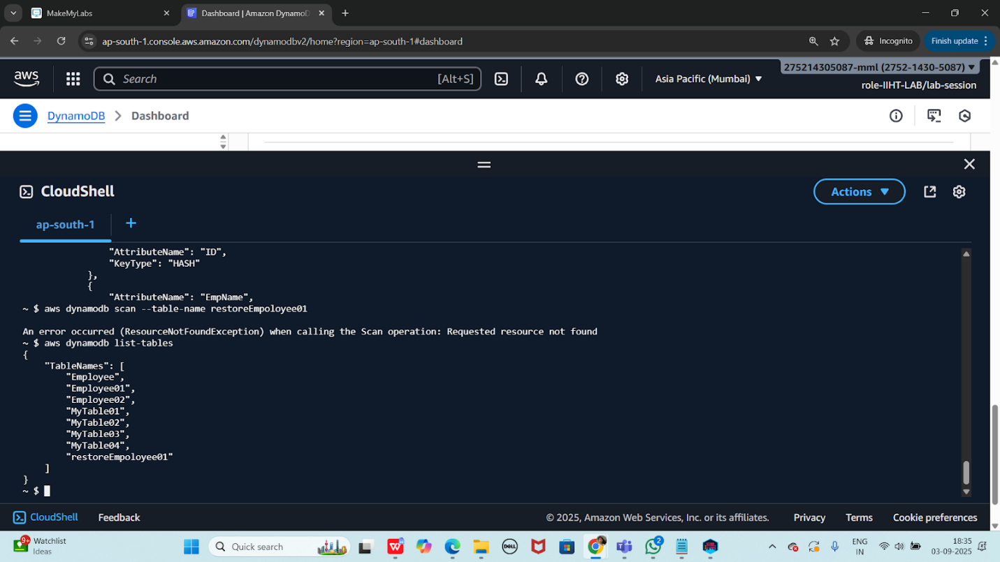 MakeMyLabs
Dashboard | Amazon DynamoD
ap-south-1.console.aws.amazon.com/dynamodbv2/home?region=ap-south-1#dashboard
Incognito
Finish update
aws
Search
[Alt+S]
Asia Pacific (Mumbai)
275214305087-mml (2752-1430-5087)
role-IIHT-LAB/lab-session
DynamoDB
Dashboard
CloudShell
Actions
ap-south-1
"AttributeName": "ID",
"KeyType": "HASH"
},
{
"AttributeName": "EmpName",
~ $ aws dynamodb scan --table-name restoreEmpoloyee01
An error occurred (ResourceNotFoundException) when calling the Scan operation: Requested resource not found
~ $ aws dynamodb list-tables
{
"TableNames": [
"Employee",
"Employee01",
"Employee02",
"MyTable01",
"MyTable02",
"MyTable03",
"MyTable04",
"restoreEmpoloyee01"
]
}
~ $
CloudShell
Feedback
© 2025, Amazon Web Services, Inc. or its affiliates.
Privacy
Terms
Cookie preferences
9+
Watchlist
Ideas
Quick search
W
DELL
2
ENG
IN
18:35
03-09-2025